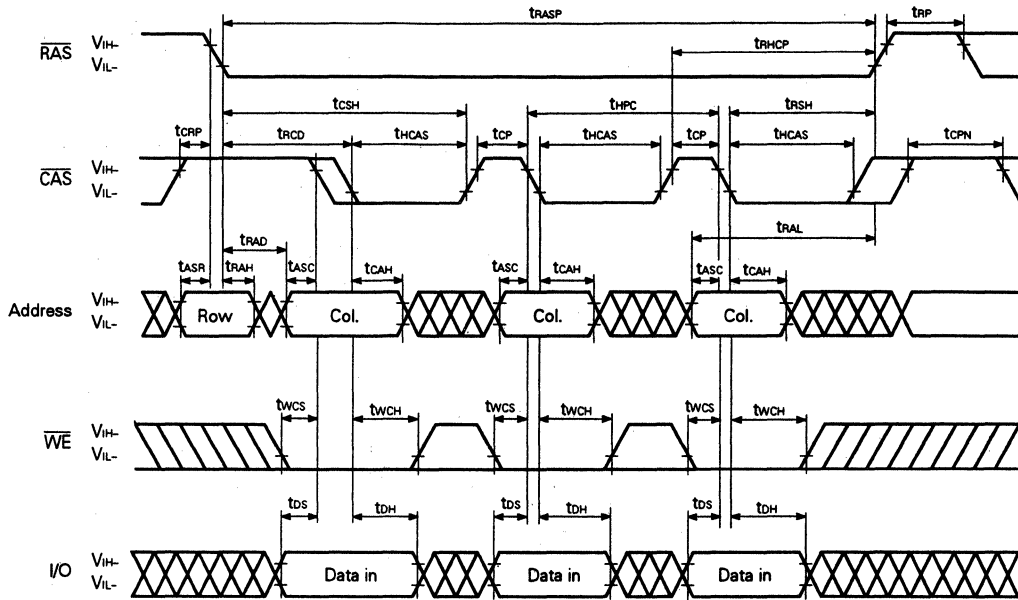 tRASP
tRP
RAS
VIH–
VIL–
tRHCP
tCSH
tHPC
tRSH
tCRP
tRCD
tHCAS
tCP
tHCAS
tCP
tHCAS
tCPN
CAS
VIH–
VIL–
tRAD
tRAL
tASR
tRAH
tASC
tCAH
tASC
tCAH
tASC
tCAH
Address
VIH–
VIL–
Row
Col.
Col.
Col.
tWCS
tWCH
tWCS
tWCH
tWCS
tWCH
WE
VIH–
VIL–
tDS
tDH
tDS
tDH
tDS
tDH
I/O
VIH–
VIL–
Data in
Data in
Data in